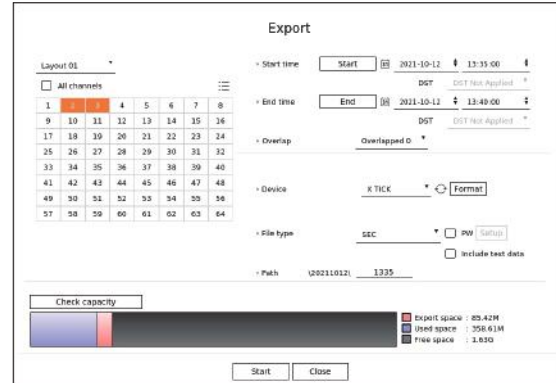 Export
Layout 01
All channels
1 2 3 4 5 6 7 8
9 10 11 12 13 14 15 16
17 18 19 20 21 22 23 24
25 26 27 28 29 30 31 32
33 34 35 36 37 38 39 40
41 42 43 44 45 46 47 48
49 50 51 52 53 54 55 56
57 58 59 60 61 62 63 64
Start time Start 2021-10-12 13:35:00
DST DST Not Applied
End time End 2021-10-12 13:40:00
DST DST Not Applied
Overlap Overlapped 0
Device K TICK Format
File type SEC PW Setup
Include text data
Path \20211012\ 1335
Check capacity
Export space : 85.42M
Used space : 358.61M
Free space : 1.63G
Start Close